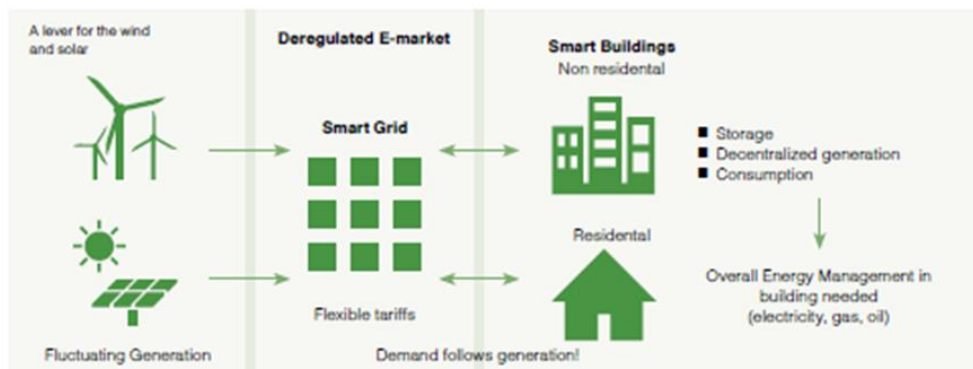 A lever for the wind
and solar
Fluctuating Generation
Deregulated E-market
Smart Grid
Flexible tariffs
Demand follows generation!
Smart Buildings
Non residental
Residental
■ Storage
■ Decentralized generation
■ Consumption
Overall Energy Management in
building needed
(electricity, gas, oil)